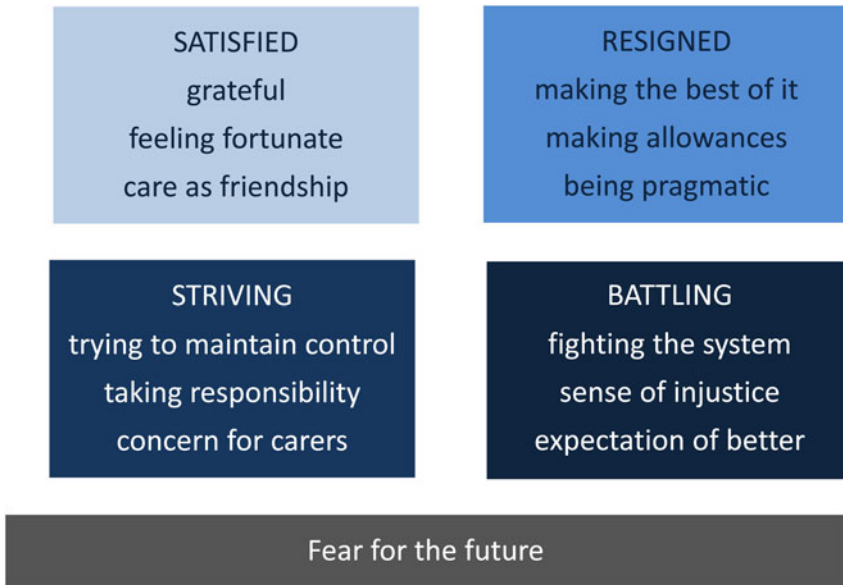 SATISFIED
grateful
feeling fortunate
care as friendship
RESIGNED
making the best of it
making allowances
being pragmatic
STRIVING
trying to maintain control
taking responsibility
concern for carers
BATTLING
fighting the system
sense of injustice
expectation of better
Fear for the future